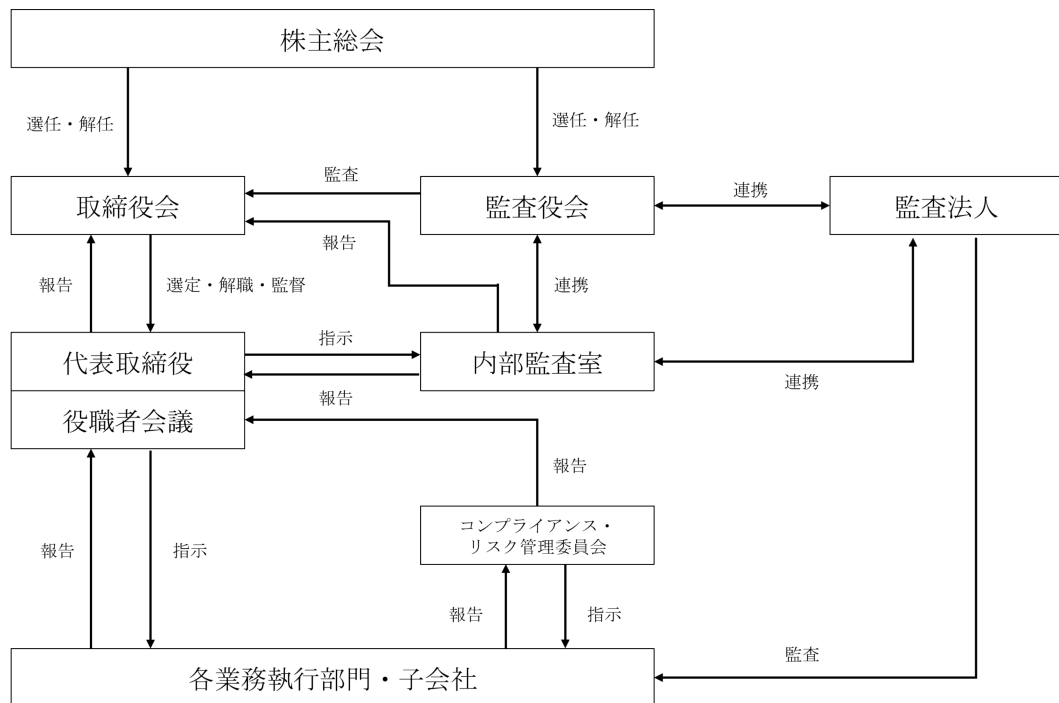 株主総会
選任・解任
選任・解任
取締役会
監査
監査役会
連携
監査法人
報告
報告
選定・解職・監督
連携
代表取締役
指示
内部監査室
連携
報告
役職者会議
報告
コンプライアンス・
リスク管理委員会
報告
指示
報告
指示
各業務執行部門・子会社
監査